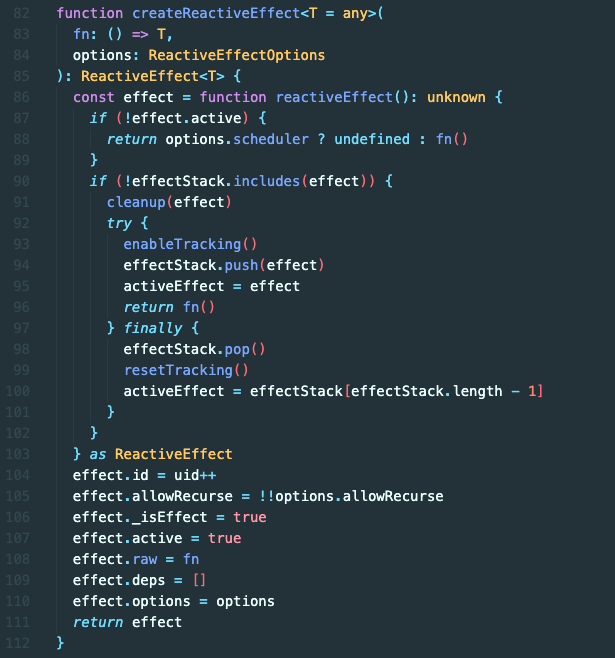 82 function createReactiveEffect<T = any>(
83   fn: () => T,
84   options: ReactiveEffectOptions
85 ): ReactiveEffect<T> {
86   const effect = function reactiveEffect(): unknown {
87     if (!effect.active) {
88       return options.scheduler ? undefined : fn()
89     }
90     if (!effectStack.includes(effect)) {
91       cleanup(effect)
92       try {
93         enableTracking()
94         effectStack.push(effect)
95         activeEffect = effect
96         return fn()
97       } finally {
98         effectStack.pop()
99         resetTracking()
100         activeEffect = effectStack[effectStack.length - 1]
101       }
102     }
103   } as ReactiveEffect
104   effect.id = uid++
105   effect.allowRecurse = !!options.allowRecurse
106   effect._isEffect = true
107   effect.active = true
108   effect.raw = fn
109   effect.deps = []
110   effect.options = options
111   return effect
112 }